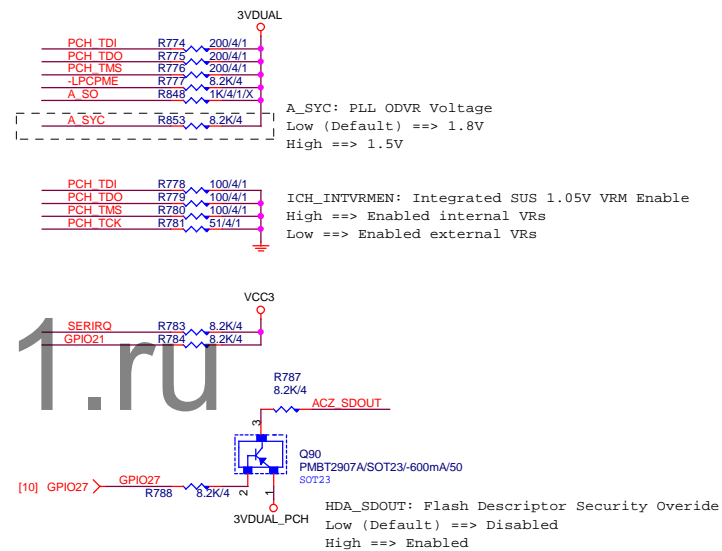 3VDUAL
PCH_TDI R774 200/4/1
PCH_TDO R775 200/4/1
PCH_TMS R776 200/4/1
-LPCPME R777 8.2K/4
A_SO R848 1K/4/1/X
A_SYC R853 8.2K/4
A_SYC: PLL ODVR Voltage
Low (Default) ==> 1.8V
High ==> 1.5V
PCH_TDI R778 100/4/1
PCH_TDO R779 100/4/1
PCH_TMS R780 100/4/1
PCH_TCK R781 51/4/1
ICH_INTVRMEN: Integrated SUS 1.05V VRM Enable
High ==> Enabled internal VRs
Low ==> Enabled external VRs
VCC3
SERIRQ R783 8.2K/4
GPIO21 R784 8.2K/4
1.ru
R787
8.2K/4
ACZ_SDOUT
3
Q90
PMBT2907A/SOT23/-600mA/50
SOT23
[10] GPIO27 GPIO27 R788 8.2K/4 2 1
3VDUAL_PCH
HDA_SDOUT: Flash Descriptor Security Overide
Low (Default) ==> Disabled
High ==> Enabled